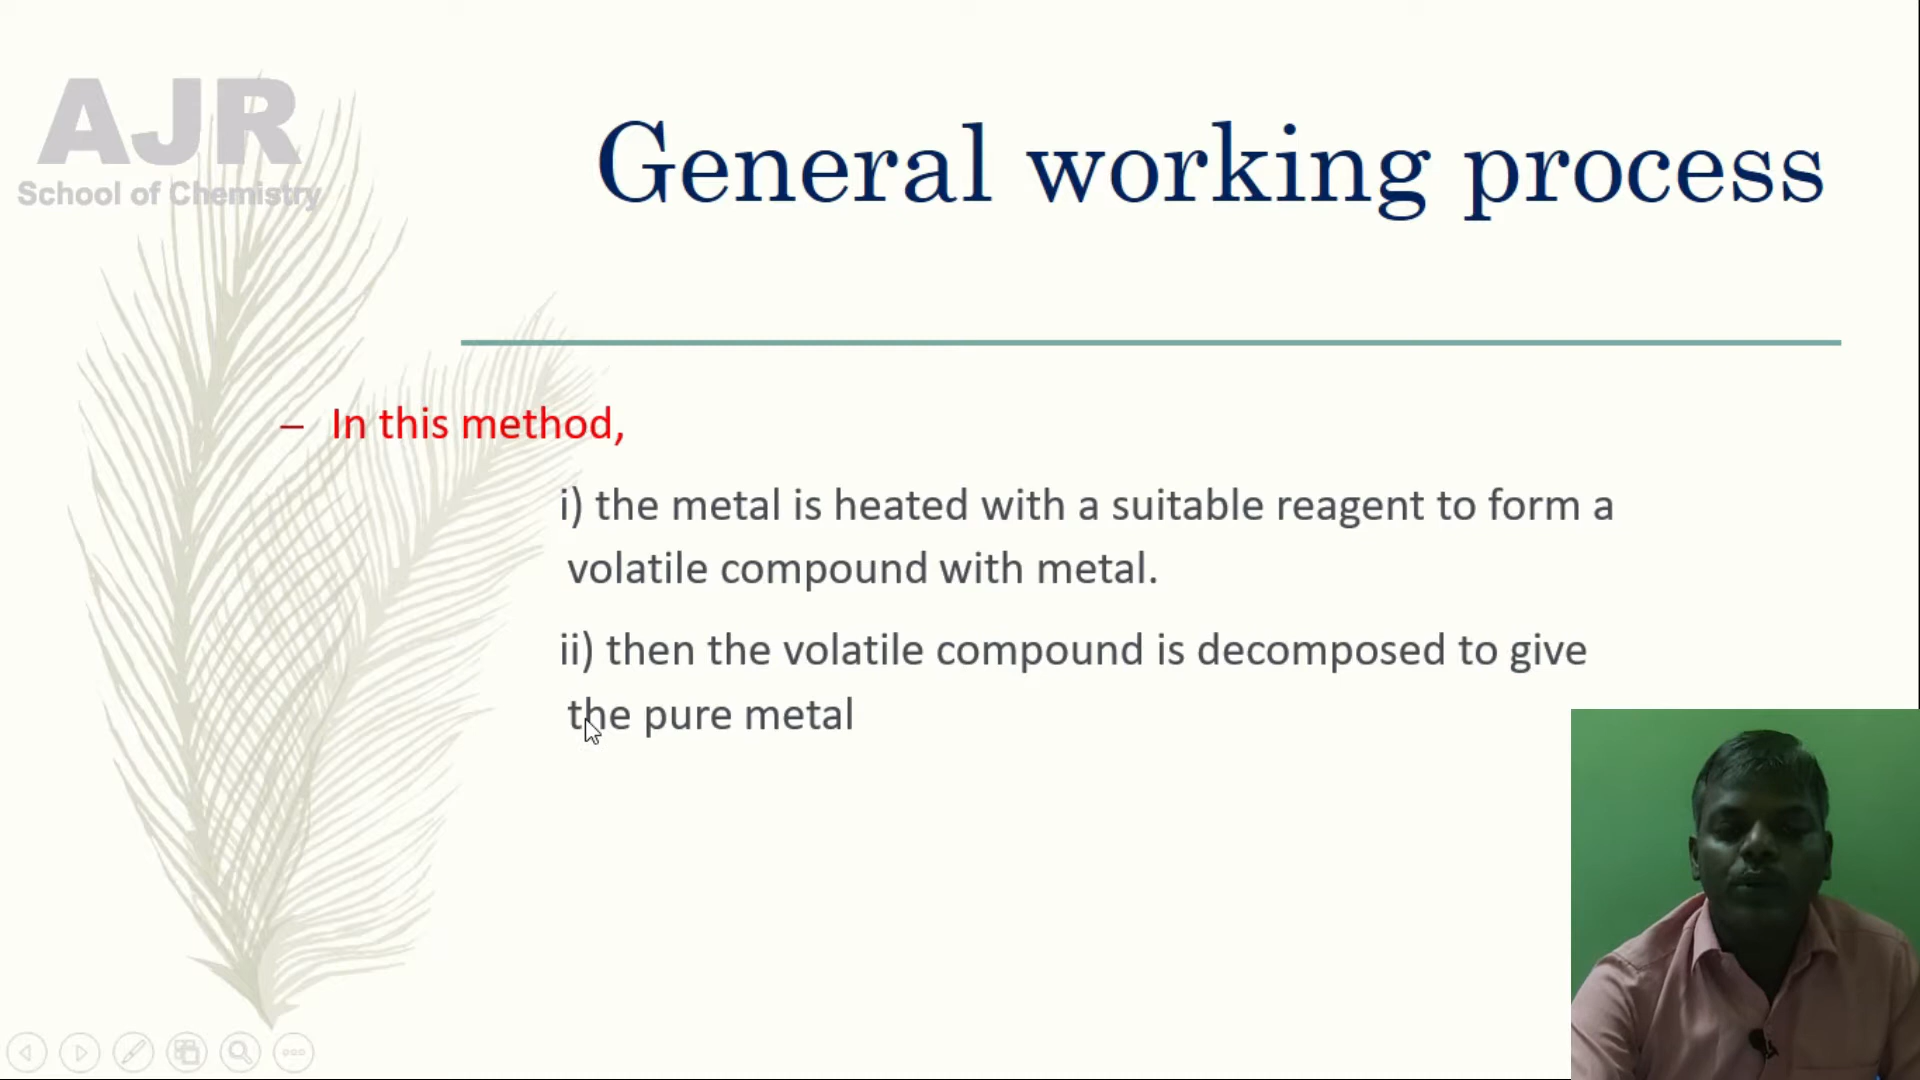 AJR
School of Chemistry
General working process
– In this method,
i) the metal is heated with a suitable reagent to form a
volatile compound with metal.
ii) then the volatile compound is decomposed to give
the pure metal